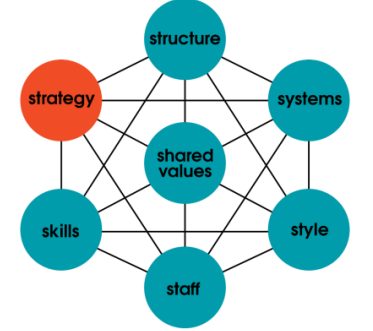 structure
strategy
systems
shared
values
skills
style
staff